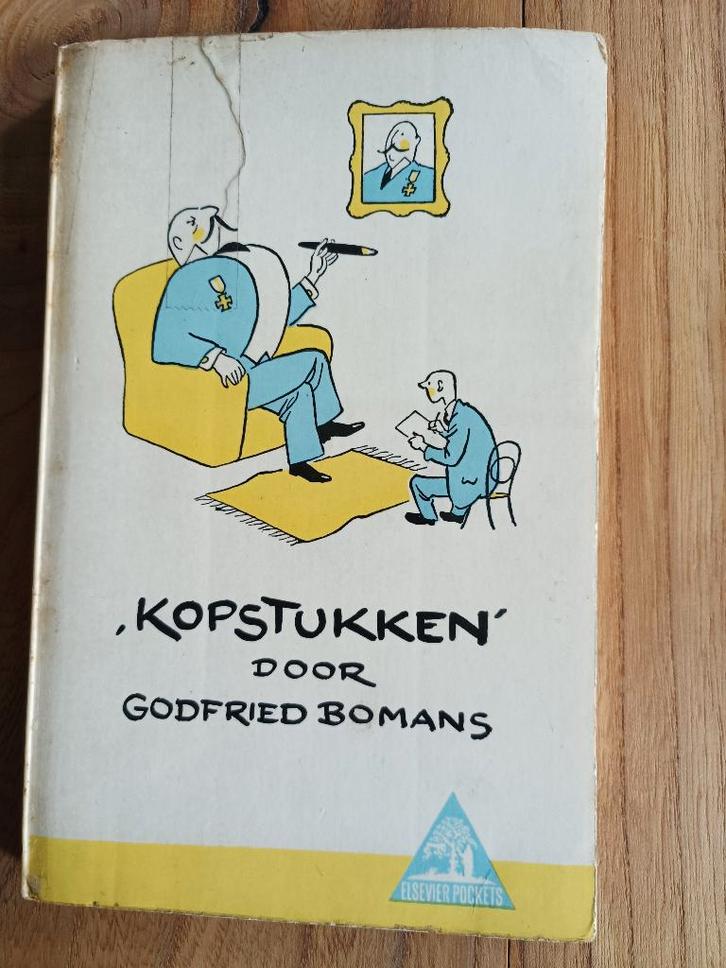 ‚KOPSTUKKEN’
DOOR
GODFRIED BOMANS
ELSEVIER POCKETS